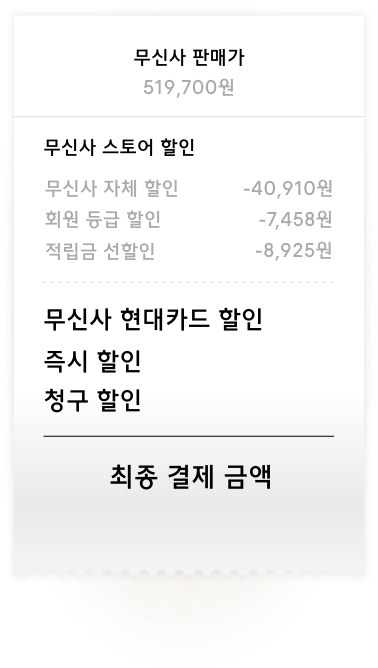 무신사 판매가
519,700원
무신사 스토어 할인
무신사 자체 할인 -40,910원
회원 등급 할인 -7,458원
적립금 선할인 -8,925원
무신사 현대카드 할인
즉시 할인
청구 할인
최종 결제 금액